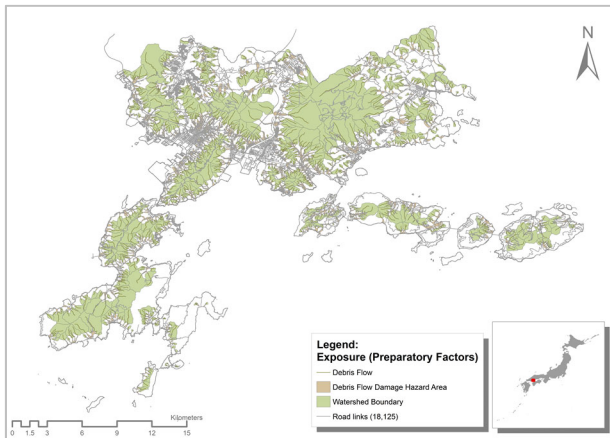 N
Legend:
Exposure (Preparatory Factors)
Debris Flow
Debris Flow Damage Hazard Area
Watershed Boundary
Road links (18,125)
Kilometers
0 1.5 3 6 9 12 15